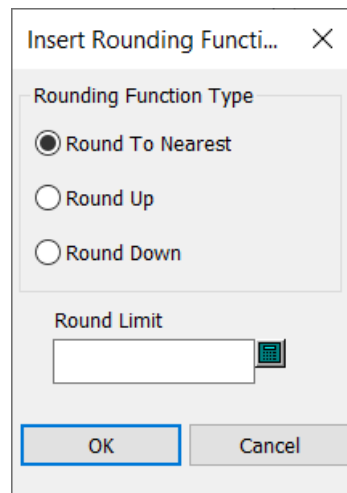 Insert Rounding Functi...
Rounding Function Type
Round To Nearest
Round Up
Round Down
Round Limit
OK Cancel